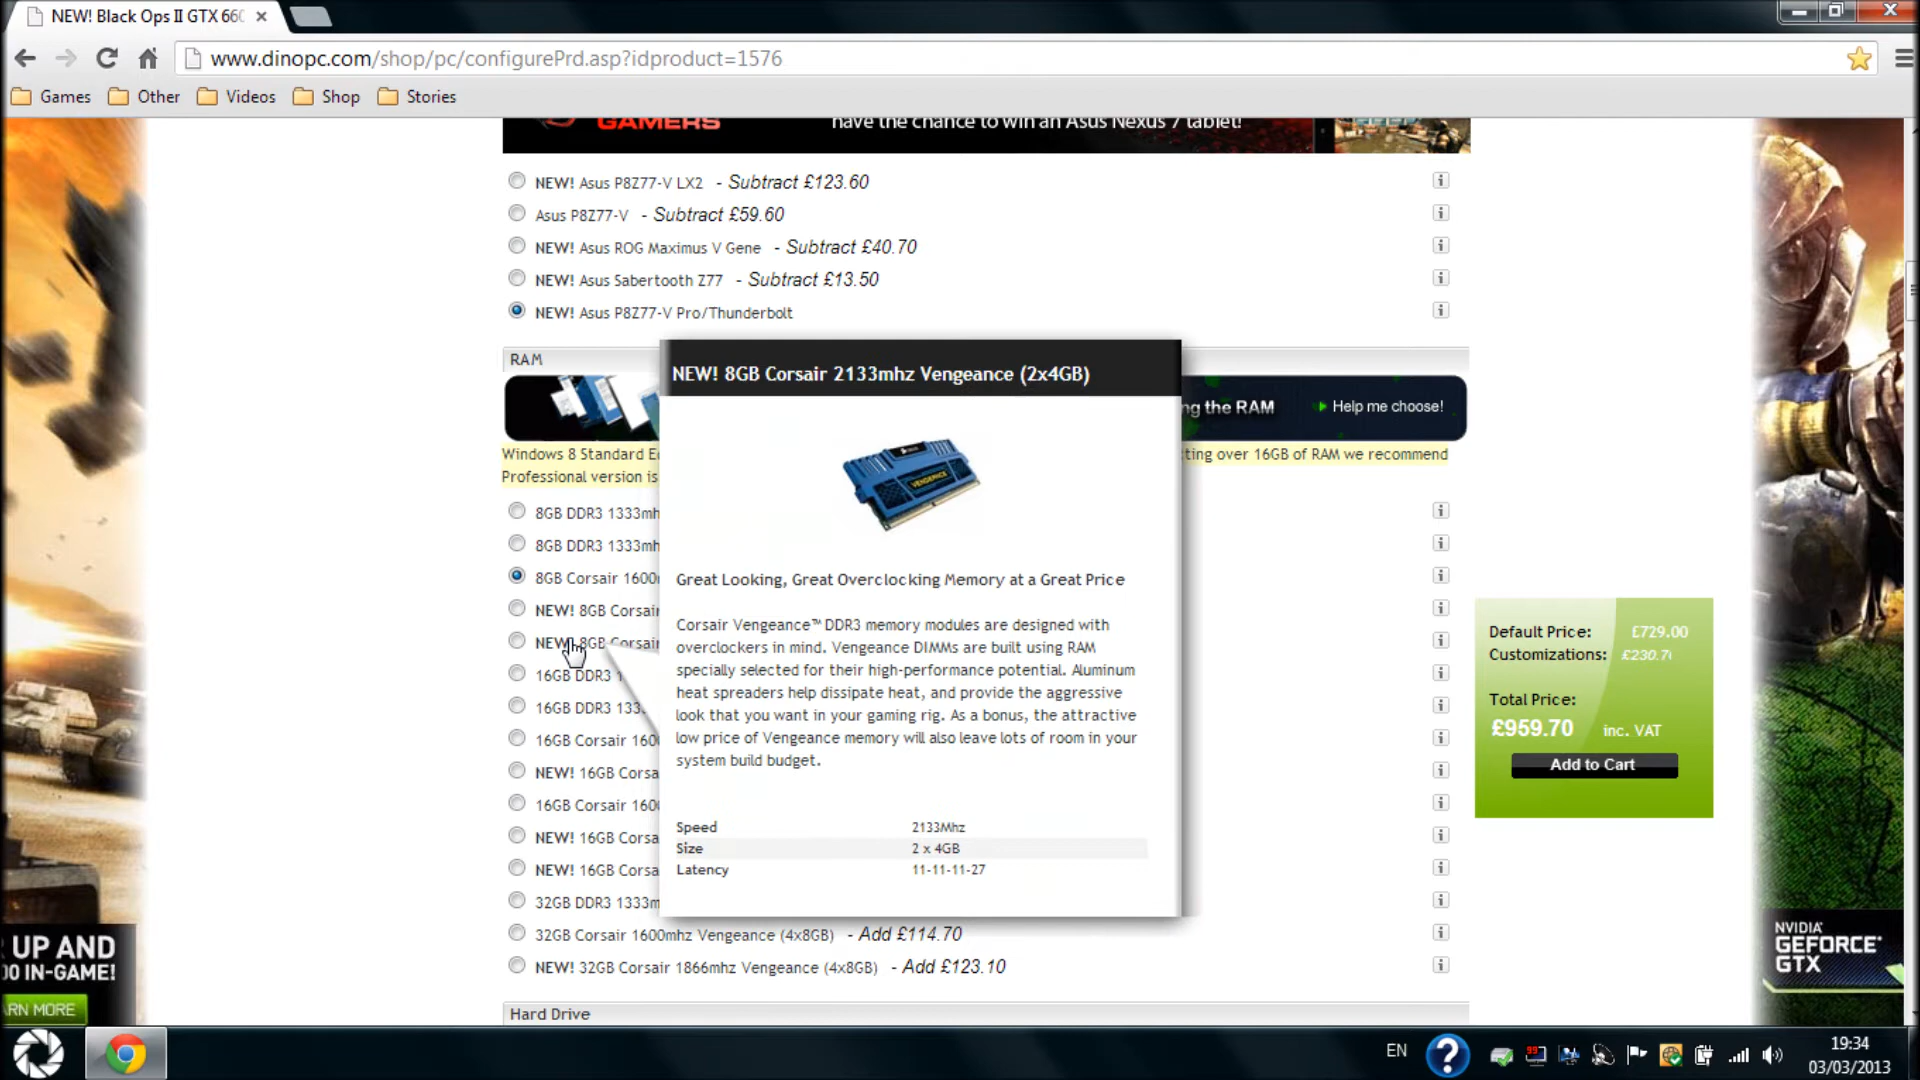 NEW! Black Ops II GTX 660
www.dinopc.com/shop/pc/configurePrd.asp?idproduct=1576
Games Other Videos Shop Stories
GAMERS
have the chance to win an Asus Nexus 7 tablet!
NEW! Asus P8Z77-V LX2 - Subtract £123.60
Asus P8Z77-V - Subtract £59.60
NEW! Asus ROG Maximus V Gene - Subtract £40.70
NEW! Asus Sabertooth Z77 - Subtract £13.50
NEW! Asus P8Z77-V Pro/Thunderbolt
RAM
ng the RAM Help me choose!
Windows 8 Standard E
cting over 16GB of RAM we recommend
Professional version is
NEW! 8GB Corsair 2133mhz Vengeance (2x4GB)
VENGEANCE
Great Looking, Great Overclocking Memory at a Great Price
Corsair Vengeance™ DDR3 memory modules are designed with
overclockers in mind. Vengeance DIMMs are built using RAM
specially selected for their high-performance potential. Aluminum
heat spreaders help dissipate heat, and provide the aggressive
look that you want in your gaming rig. As a bonus, the attractive
low price of Vengeance memory will also leave lots of room in your
system build budget.
Speed 2133Mhz
Size 2 x 4GB
Latency 11-11-11-27
8GB DDR3 1333mh
8GB DDR3 1333mh
8GB Corsair 1600
NEW! 8GB Corsair
NEW! 8GB Corsair
16GB DDR3 1
16GB DDR3 133
16GB Corsair 160
NEW! 16GB Corsa
16GB Corsair 160
NEW! 16GB Corsa
NEW! 16GB Corsa
32GB DDR3 1333m
32GB Corsair 1600mhz Vengeance (4x8GB) - Add £114.70
NEW! 32GB Corsair 1866mhz Vengeance (4x8GB) - Add £123.10
Hard Drive
Default Price: £729.00
Customizations: £230.7
Total Price:
£959.70 inc. VAT
Add to Cart
UP AND
00 IN-GAME!
ARN MORE
NVIDIA
GEFORCE
GTX
EN
99
19:34
03/03/2013